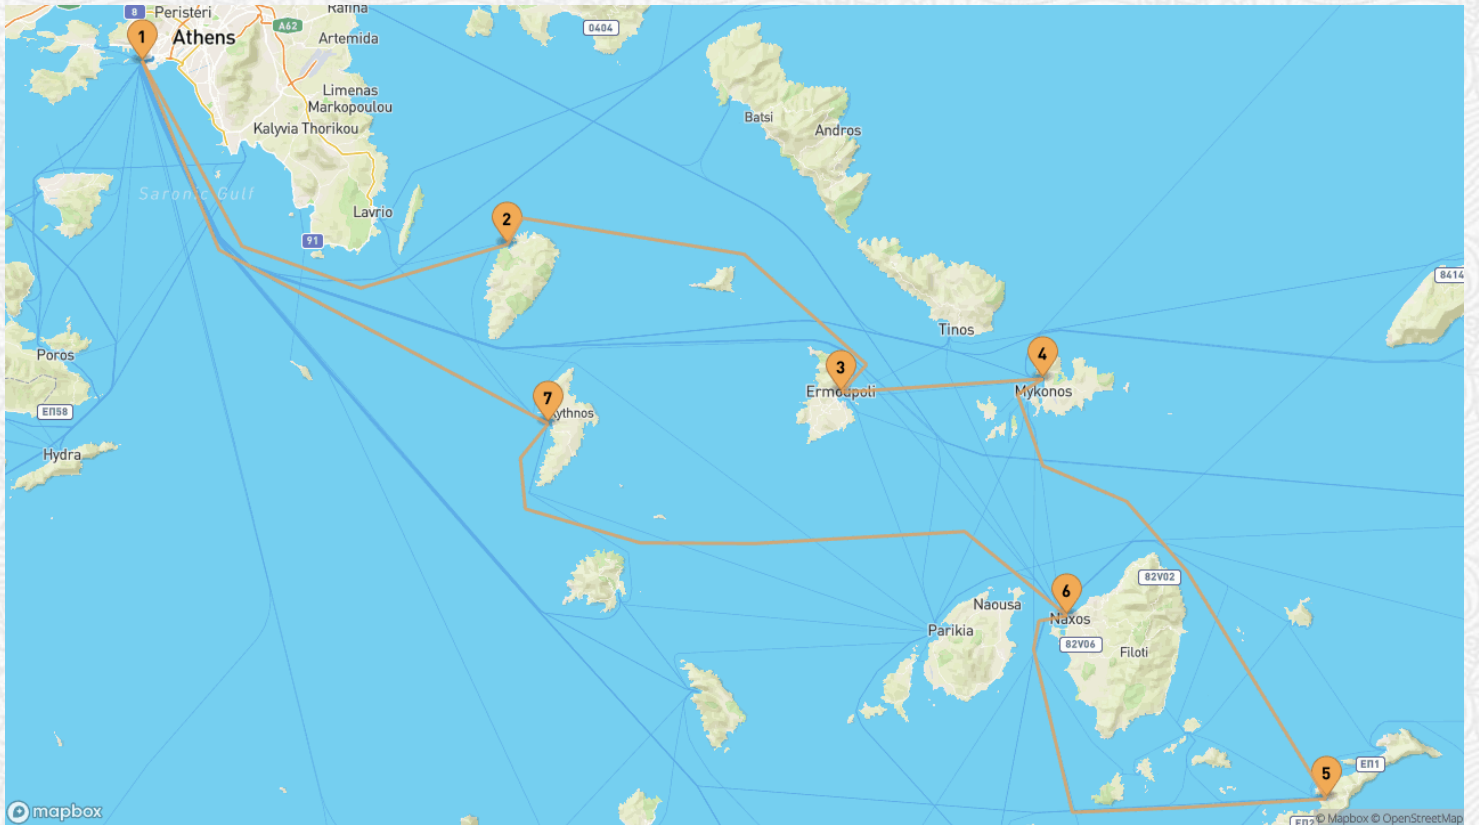 8
Peristéri
Rafina
1
Athens
A62
0404
Artemida
Limenas
Markopoulou
Kalyvia Thorikou
Batsi
Andros
Saronic Gulf
Lavrio
2
91
8414
Tinos
Poros
3
4
Ermoupoli
Mykonos
ΕΠ58
7
Kythnos
Hydra
82V02
6
Naousa
Naxos
Parikia
82V06
Filoti
5
ΕΠ1
mapbox
ΕΠ2
© Mapbox © OpenStreetMap